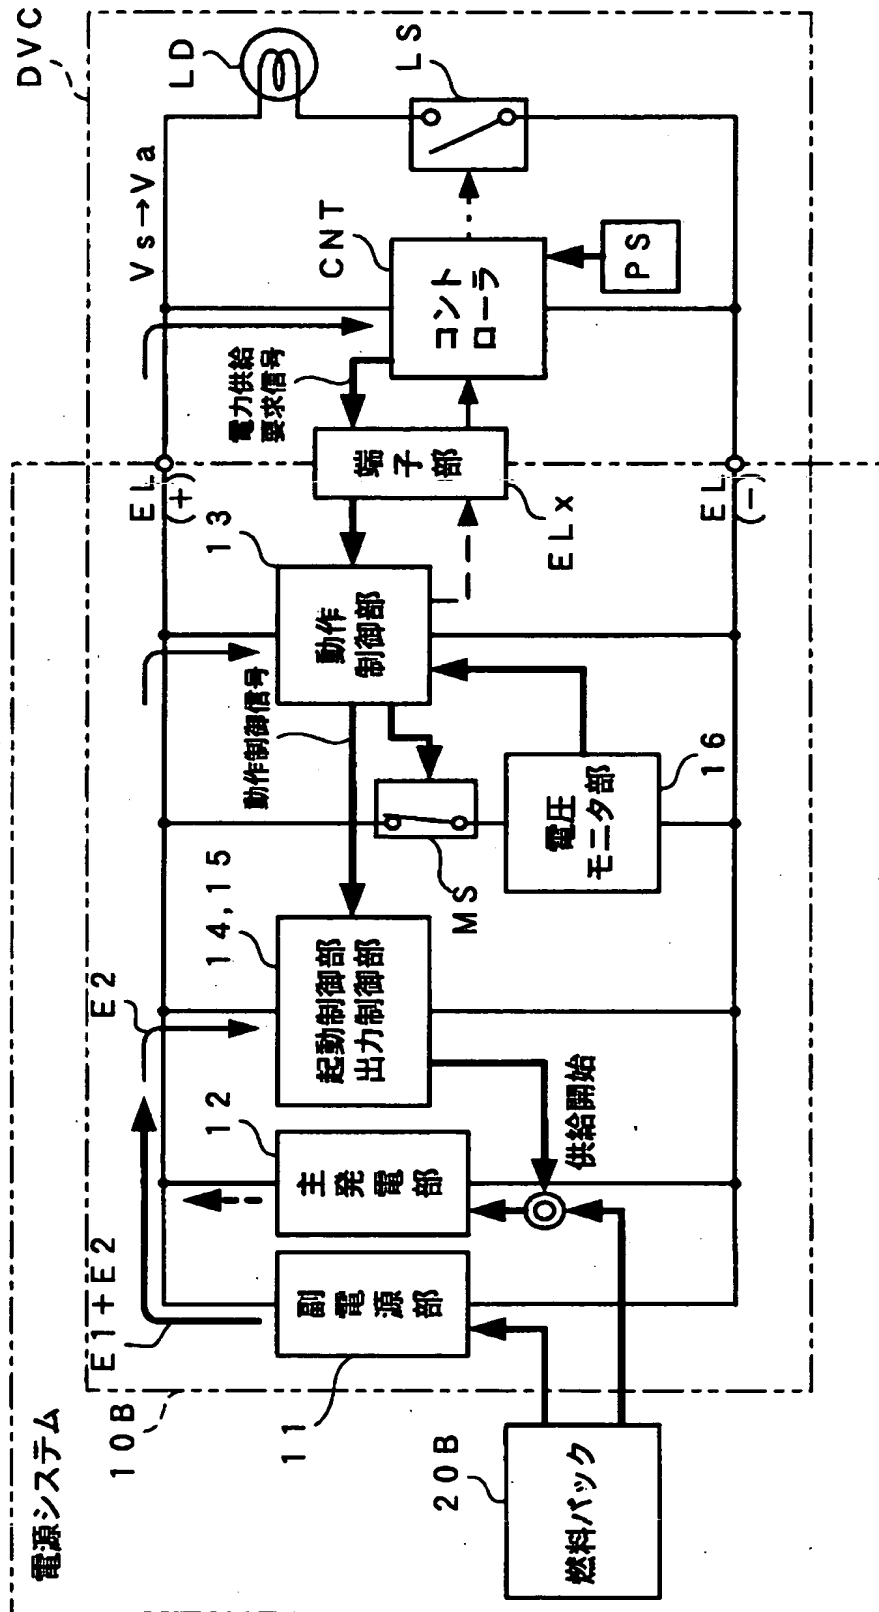 電源システム
DVC
10B
E1+E2
E2
EL
(+)
Vs→Va
LD
11
12
14,15
13
CNT
LS
動作制御信号
電力供給
要求信号
副電源部
主発電部
起動制御部
出力制御部
動作
制御部
端子部
コント
ローラ
20B
燃料パック
供給開始
MS
電圧
モニタ部
16
ELx
EL
(−)
PS